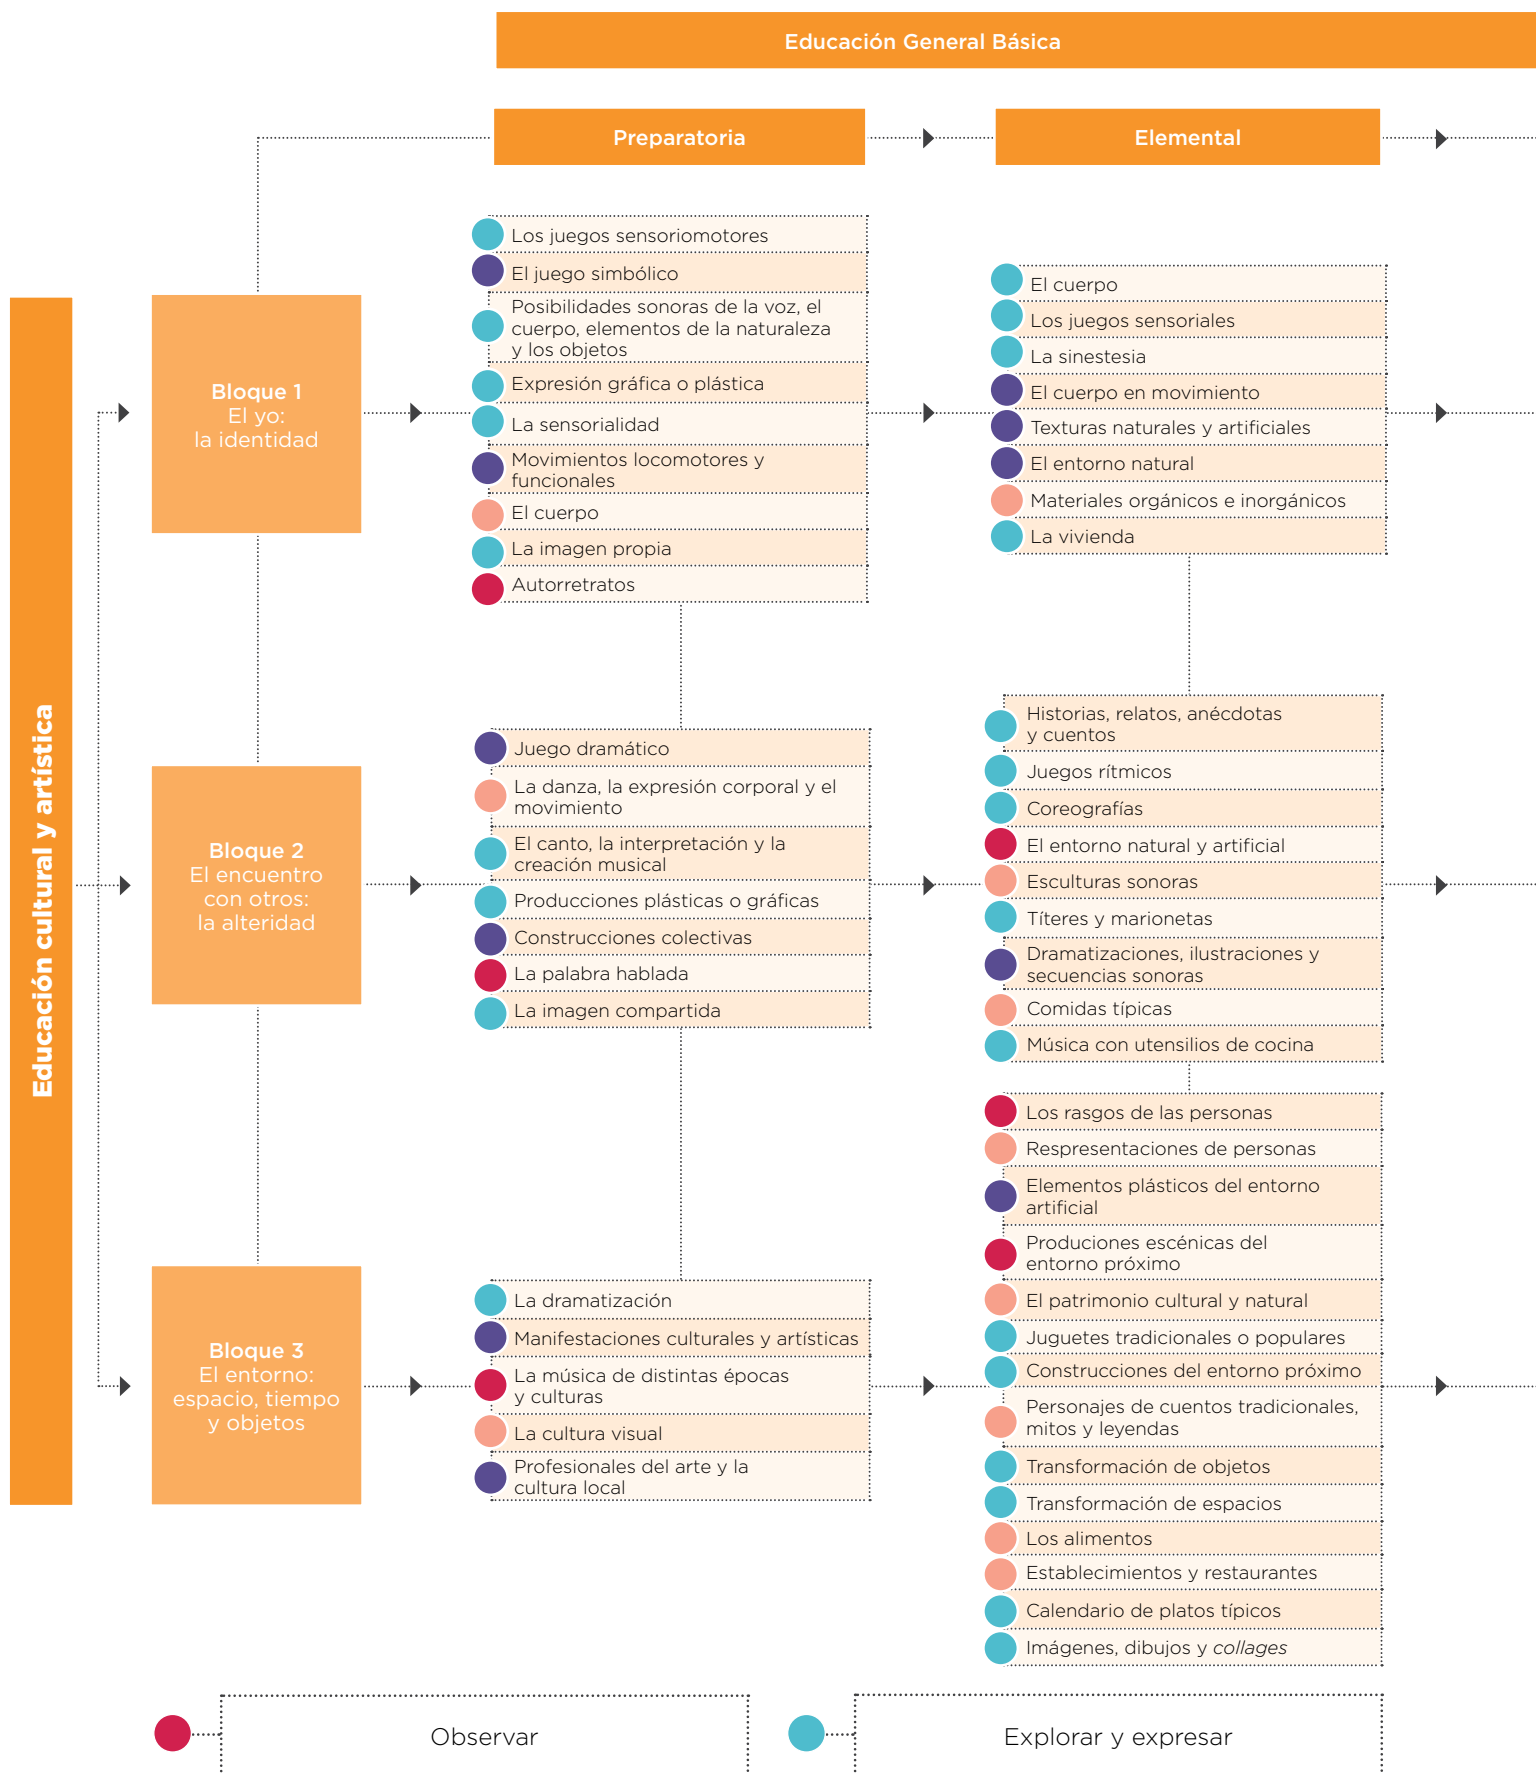 Educación General Básica
Preparatoria
Elemental
Educación cultural y artística
Bloque 1
El yo:
la identidad
Los juegos sensoriomotores
El juego simbólico
Posibilidades sonoras de la voz, el
cuerpo, elementos de la naturaleza
y los objetos
Expresión gráfica o plástica
La sensorialidad
Movimientos locomotores y
funcionales
El cuerpo
La imagen propia
Autorretratos
El cuerpo
Los juegos sensoriales
La sinestesia
El cuerpo en movimiento
Texturas naturales y artificiales
El entorno natural
Materiales orgánicos e inorgánicos
La vivienda
Bloque 2
El encuentro
con otros:
la alteridad
Juego dramático
La danza, la expresión corporal y el
movimiento
El canto, la interpretación y la
creación musical
Producciones plásticas o gráficas
Construcciones colectivas
La palabra hablada
La imagen compartida
Historias, relatos, anécdotas
y cuentos
Juegos rítmicos
Coreografías
El entorno natural y artificial
Esculturas sonoras
Títeres y marionetas
Dramatizaciones, ilustraciones y
secuencias sonoras
Comidas típicas
Música con utensilios de cocina
Bloque 3
El entorno:
espacio, tiempo
y objetos
La dramatización
Manifestaciones culturales y artísticas
La música de distintas épocas
y culturas
La cultura visual
Profesionales del arte y la
cultura local
Los rasgos de las personas
Respresentaciones de personas
Elementos plásticos del entorno
artificial
Produciones escénicas del
entorno próximo
El patrimonio cultural y natural
Juguetes tradicionales o populares
Construcciones del entorno próximo
Personajes de cuentos tradicionales,
mitos y leyendas
Transformación de objetos
Transformación de espacios
Los alimentos
Establecimientos y restaurantes
Calendario de platos típicos
Imágenes, dibujos y collages
Observar
Explorar y expresar